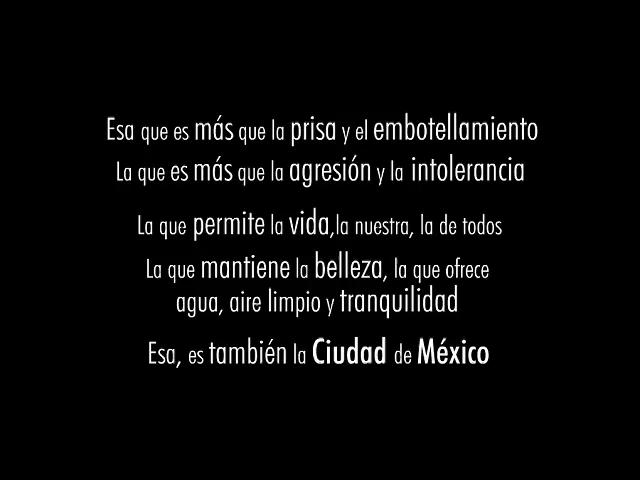 Esa que es más que la prisa y el embotellamiento
La que es más que la agresión y la intolerancia
La que permite la vida,la nuestra, la de todos
La que mantiene la belleza, la que ofrece
agua, aire limpio y tranquilidad
Esa, es también la Ciudad de México